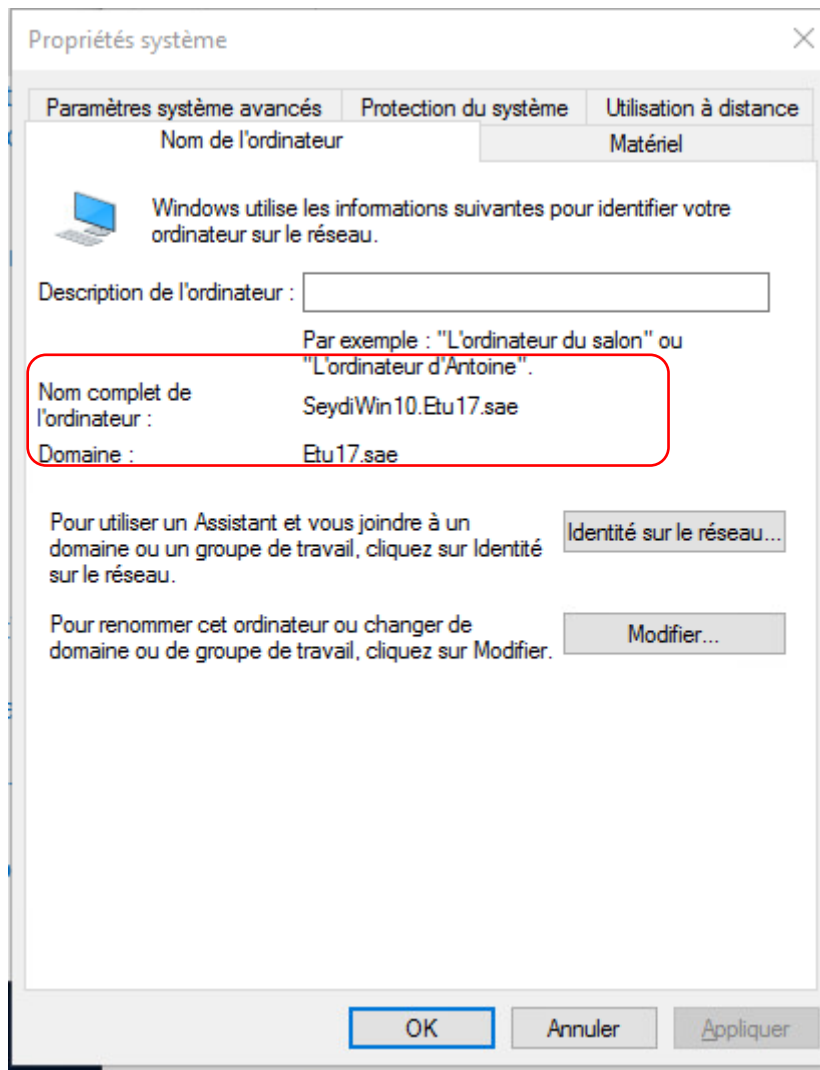 Propriétés système
Paramètres système avancés
Protection du système
Utilisation à distance
Nom de l'ordinateur
Matériel
Windows utilise les informations suivantes pour identifier votre
ordinateur sur le réseau.
Description de l'ordinateur :
Par exemple : "L'ordinateur du salon" ou
"L'ordinateur d'Antoine".
Nom complet de
l'ordinateur :
SeydiWin10.Etu17.sae
Domaine :
Etu17.sae
Pour utiliser un Assistant et vous joindre à un
domaine ou un groupe de travail, cliquez sur Identité
sur le réseau.
Identité sur le réseau...
Pour renommer cet ordinateur ou changer de
domaine ou de groupe de travail, cliquez sur Modifier.
Modifier...
OK
Annuler
Appliquer